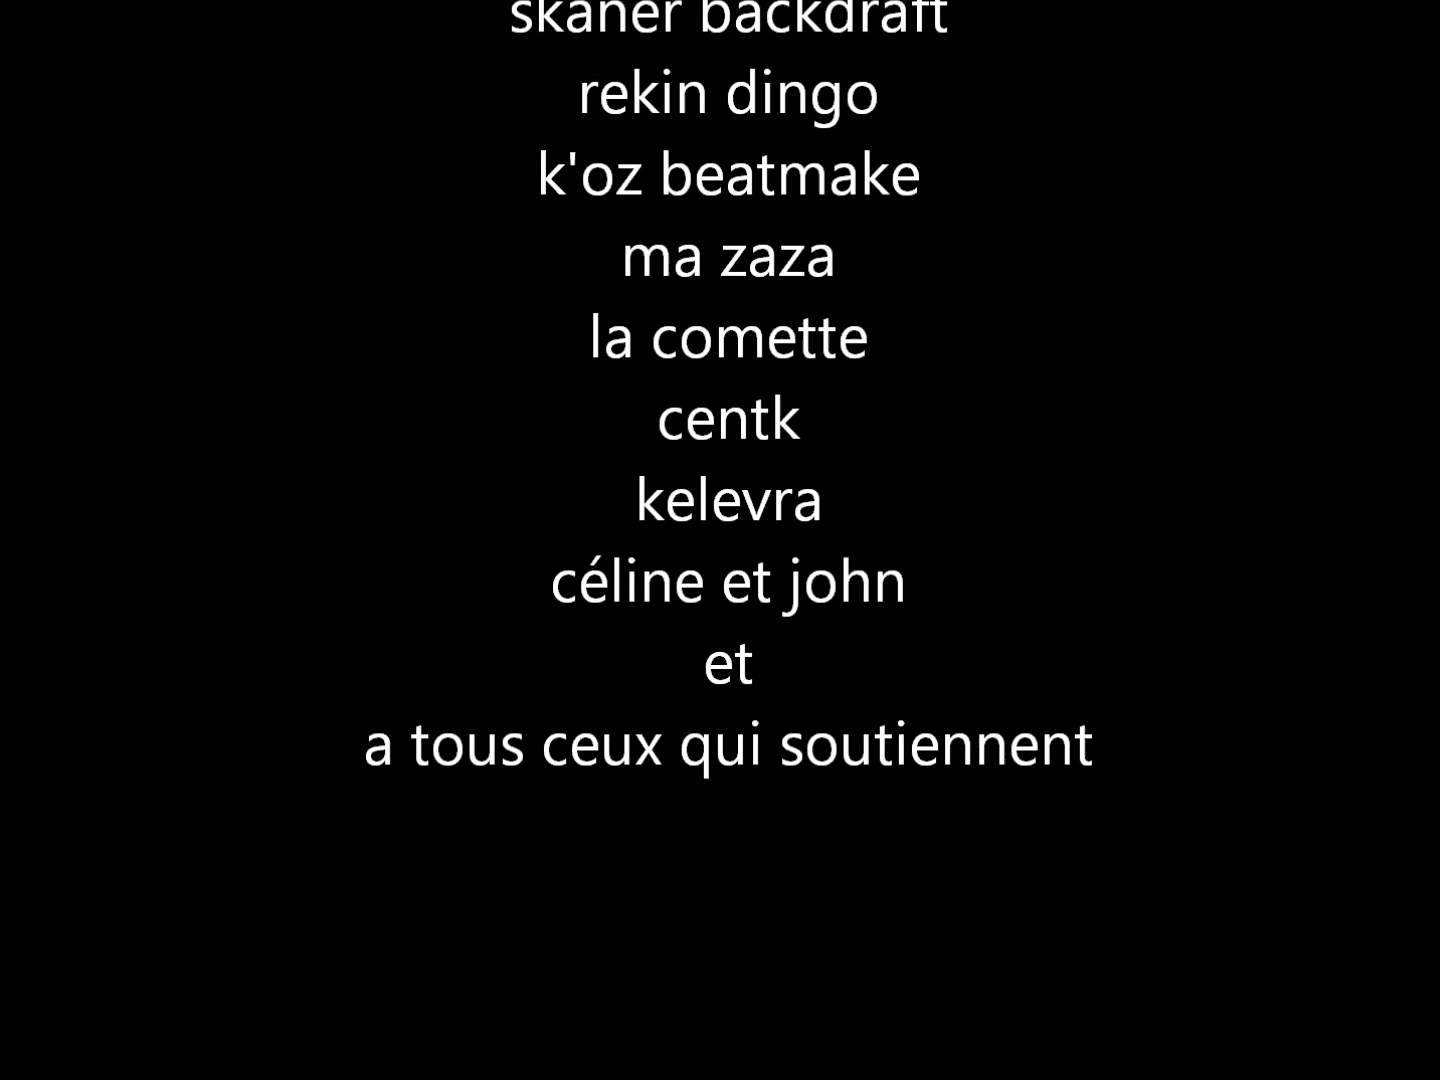 skaner backdraft
rekin dingo
k'oz beatmake
ma zaza
la comette
centk
kelevra
céline et john
et
a tous ceux qui soutiennent